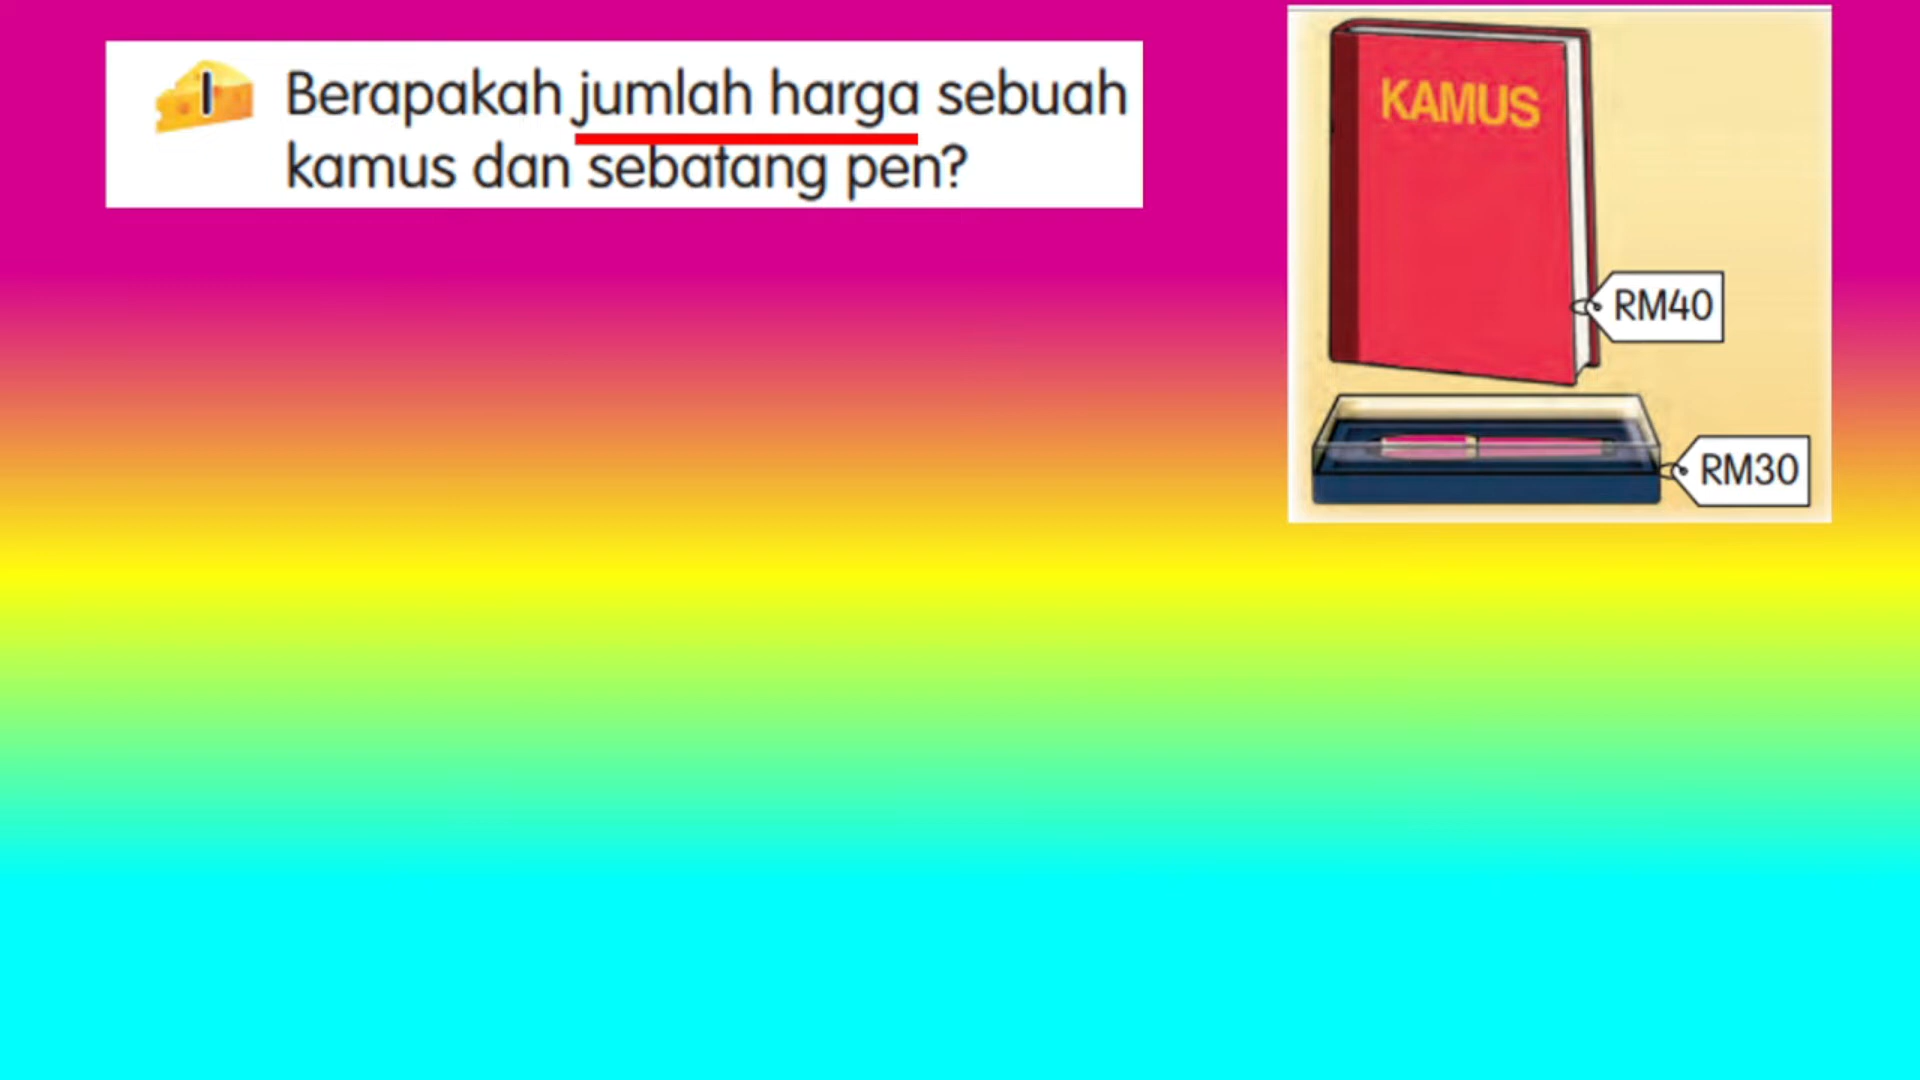 1 Berapakah jumlah harga sebuah
kamus dan sebatang pen?
KAMUS
RM40
RM30